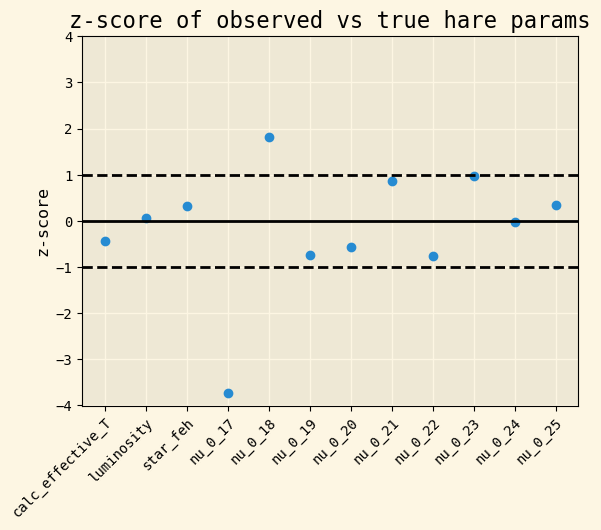 z-score of observed vs true hare params
z-score
4
3
2
1
0
−1
−2
−3
−4
calc_effective_T
luminosity
star_feh
nu_0_17
nu_0_18
nu_0_19
nu_0_20
nu_0_21
nu_0_22
nu_0_23
nu_0_24
nu_0_25